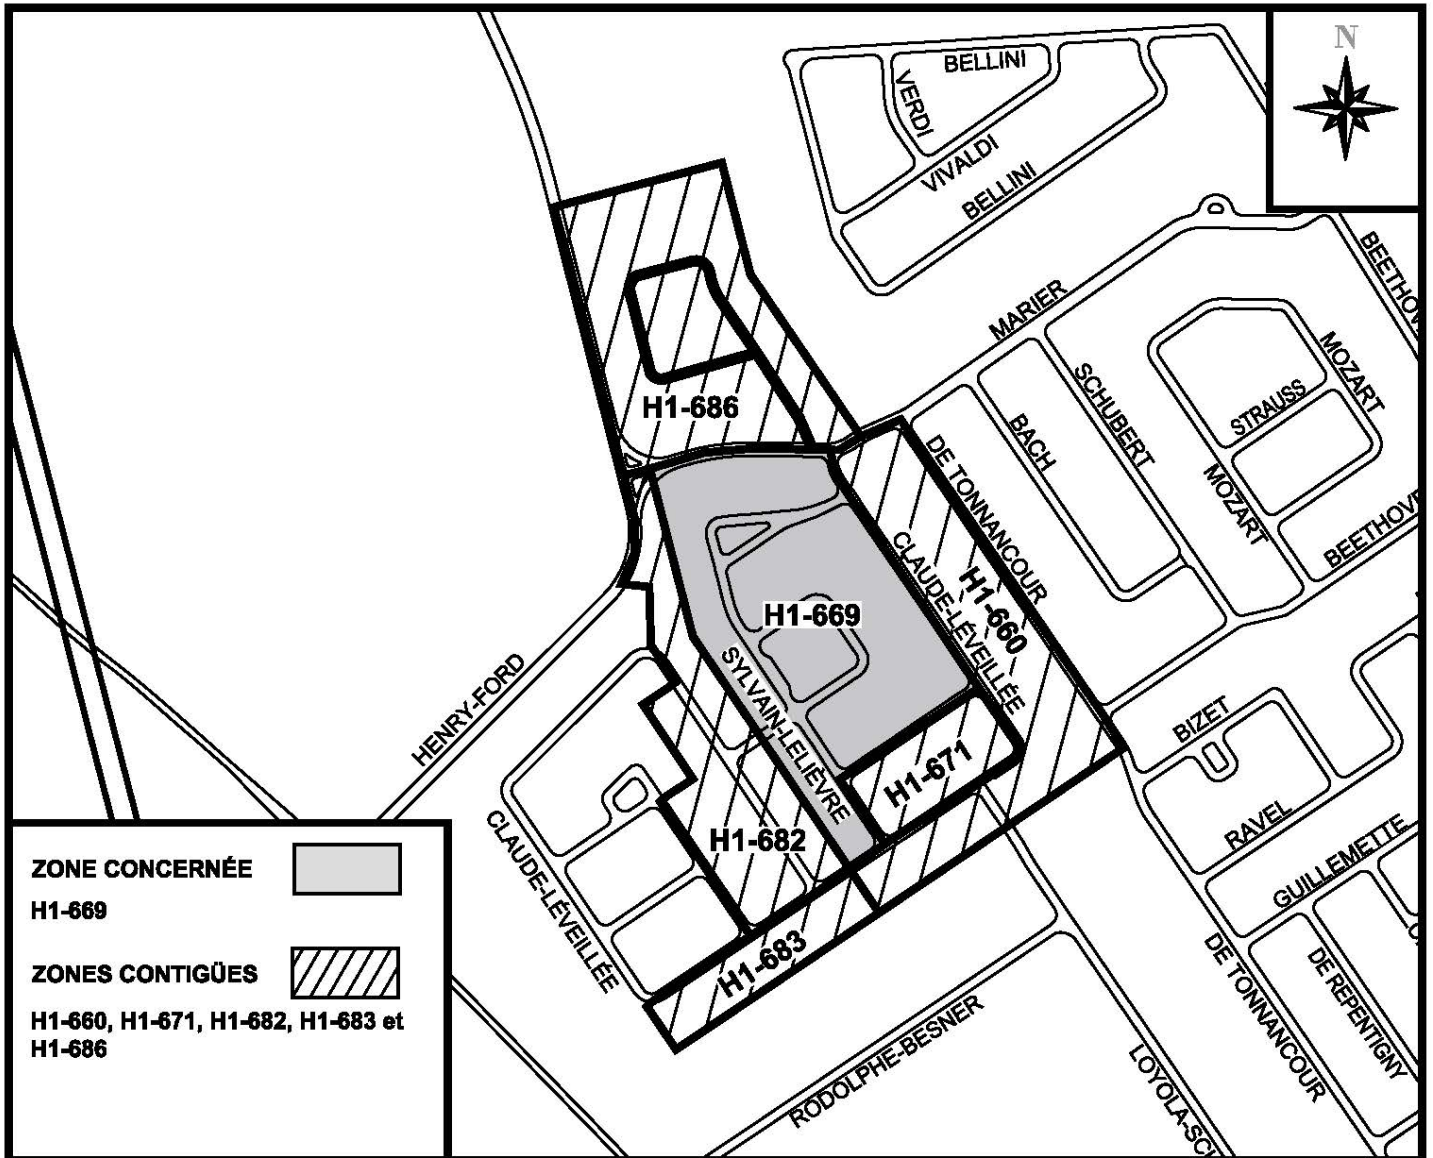 N
BELLINI
VERDI
VIVALDI
BELLINI
MARIER
BEETHOV
MOZART
STRAUSS
SCHUBERT
BACH
MOZART
BEETHOVE
H1-686
DE TONNANCOUR
CLAUDE-LÉVEILLÉE
H1-660
H1-669
SYLVAIN-LELIÈVRE
HENRY-FORD
BIZET
H1-671
RAVEL
H1-682
GUILLEMETTE
CLAUDE-LÉVEILLÉE
H1-683
DE TONNANCOUR
DE REPENTIGNY
RODOLPHE-BESNER
LOYOLA-SCH
ZONE CONCERNÉE
H1-669
ZONES CONTIGÜES
H1-660, H1-671, H1-682, H1-683 et
H1-686